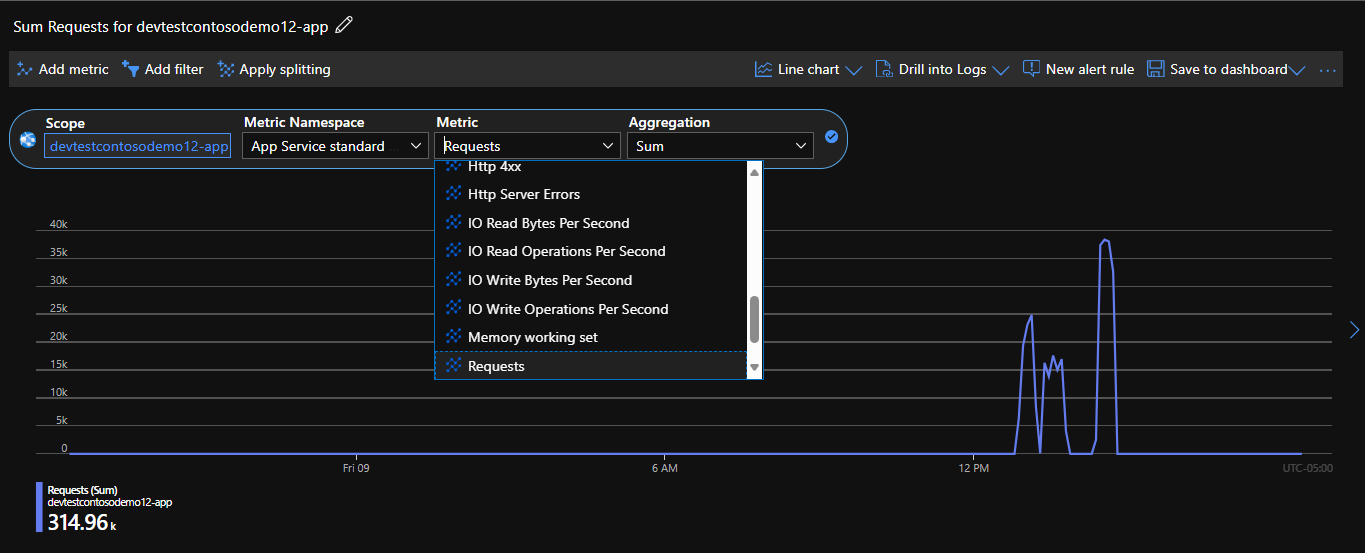 Sum Requests for devtestcontosodemo12-app
Add metric Add filter Apply splitting Line chart Drill into Logs New alert rule Save to dashboard ...
Scope Metric Namespace Metric Aggregation
devtestcontosodemo12-app App Service standard Requests Sum
Http 4xx
Http Server Errors
IO Read Bytes Per Second
IO Read Operations Per Second
IO Write Bytes Per Second
IO Write Operations Per Second
Memory working set
Requests
40k
35k
30k
25k
20k
15k
10k
5k
0
Fri 09 6 AM 12 PM UTC-05:00
Requests (Sum)
devtestcontosodemo12-app
314.96 k